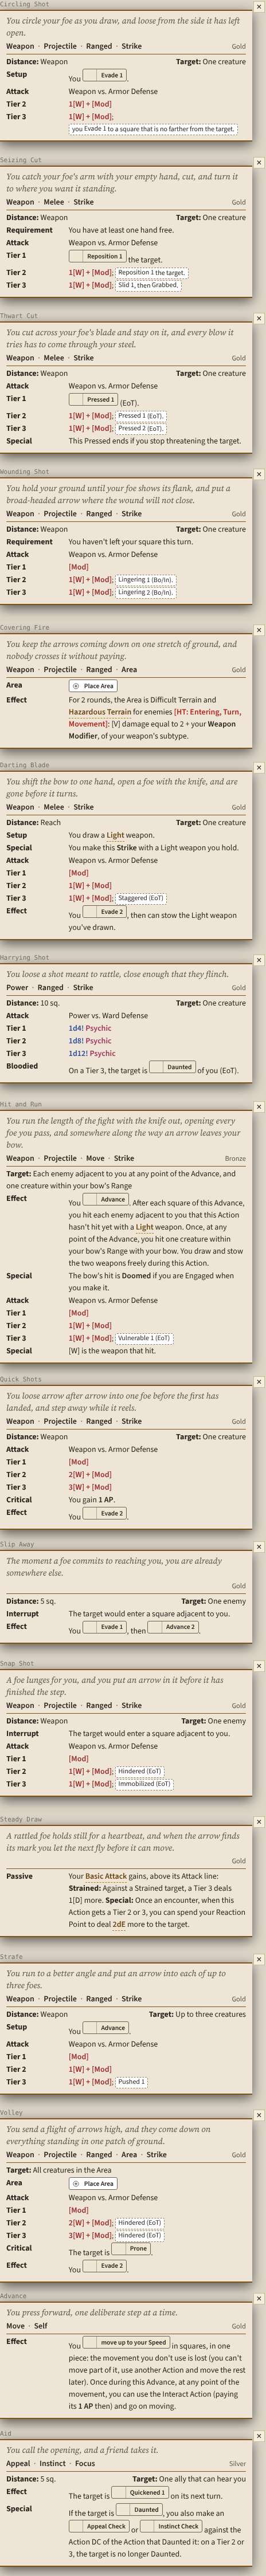 Circling Shot
You circle your foe as you draw, and loose from the side it has left
open.
Weapon · Projectile · Ranged · Strike Gold
Distance: Weapon Target: One creature
Setup You Evade 1.
Attack Weapon vs. Armor Defense
Tier 2 1[W] + [Mod]
Tier 3 1[W] + [Mod];
you Evade 1 to a square that is no farther from the target.
Seizing Cut
You catch your foe's arm with your empty hand, cut, and turn it
to where you want it standing.
Weapon · Melee · Strike Gold
Distance: Weapon Target: One creature
Requirement You have at least one hand free.
Attack Weapon vs. Armor Defense
Tier 1 Reposition 1 the target.
Tier 2 1[W] + [Mod]; Reposition 1 the target.
Tier 3 1[W] + [Mod]; Slid 1, then Grabbed.
Thwart Cut
You cut across your foe's blade and stay on it, and every blow it
tries has to come through your steel.
Weapon · Melee · Strike Gold
Distance: Weapon Target: One creature
Attack Weapon vs. Armor Defense
Tier 1 Pressed 1 (EoT).
Tier 2 1[W] + [Mod]; Pressed 1 (EoT).
Tier 3 1[W] + [Mod]; Pressed 2 (EoT).
Special This Pressed ends if you stop threatening the target.
Wounding Shot
You hold your ground until your foe shows its flank, and put a
broad-headed arrow where the wound will not close.
Weapon · Projectile · Ranged · Strike Gold
Distance: Weapon Target: One creature
Requirement You haven't left your square this turn.
Attack Weapon vs. Armor Defense
Tier 1 [Mod]
Tier 2 1[W] + [Mod]; Lingering 1 (Bo/In).
Tier 3 1[W] + [Mod]; Lingering 2 (Bo/In).
Covering Fire
You keep the arrows coming down on one stretch of ground, and
nobody crosses it without paying.
Weapon · Projectile · Ranged · Area Gold
Area Place Area
Effect For 2 rounds, the Area is Difficult Terrain and
Hazardous Terrain for enemies [HT: Entering, Turn,
Movement]: [V] damage equal to 2 + your Weapon
Modifier, of your weapon's subtype.
Darting Blade
You shift the bow to one hand, open a foe with the knife, and are
gone before it turns.
Weapon · Melee · Strike Gold
Distance: Reach Target: One creature
Setup You draw a Light weapon.
Special You make this Strike with a Light weapon you hold.
Attack Weapon vs. Armor Defense
Tier 1 [Mod]
Tier 2 1[W] + [Mod]
Tier 3 1[W] + [Mod]; Staggered (EoT)
Effect You Evade 2, then can stow the Light weapon
you've drawn.
Harrying Shot
You loose a shot meant to rattle, close enough that they flinch.
Power · Ranged · Strike Gold
Distance: 10 sq. Target: One creature
Attack Power vs. Ward Defense
Tier 1 1d4! Psychic
Tier 2 1d8! Psychic
Tier 3 1d12! Psychic
Bloodied On a Tier 3, the target is Daunted of you (EoT).
Hit and Run
You run the length of the fight with the knife out, opening every
foe you pass, and somewhere along the way an arrow leaves your
bow.
Weapon · Projectile · Move · Strike Bronze
Target: Each enemy adjacent to you at any point of the Advance, and
one creature within your bow's Range
Effect You Advance. After each square of this Advance,
you hit each enemy adjacent to you that this Action
hasn't hit yet with a Light weapon. Once, at any
point of the Advance, you hit one creature within
your bow's Range with your bow. You draw and stow
the two weapons freely during this Action.
Special The bow's hit is Doomed if you are Engaged when
you make it.
Attack Weapon vs. Armor Defense
Tier 1 [Mod]
Tier 2 1[W] + [Mod]
Tier 3 1[W] + [Mod]; Vulnerable 1 (EoT)
Special [W] is the weapon that hit.
Quick Shots
You loose arrow after arrow into one foe before the first has
landed, and step away while it reels.
Weapon · Projectile · Ranged · Strike Gold
Distance: Weapon Target: One creature
Attack Weapon vs. Armor Defense
Tier 1 [Mod]
Tier 2 2[W] + [Mod]
Tier 3 3[W] + [Mod]
Critical You gain 1 AP.
Effect You Evade 2.
Slip Away
The moment a foe commits to reaching you, you are already
somewhere else.
Gold
Distance: 5 sq. Target: One enemy
Interrupt The target would enter a square adjacent to you.
Effect You Evade 1, then Advance 2.
Snap Shot
A foe lunges for you, and you put an arrow in it before it has
finished the step.
Weapon · Projectile · Ranged · Strike Gold
Distance: Weapon Target: One enemy
Interrupt The target would enter a square adjacent to you.
Attack Weapon vs. Armor Defense
Tier 1 [Mod]
Tier 2 1[W] + [Mod]; Hindered (EoT)
Tier 3 1[W] + [Mod]; Immobilized (EoT)
Steady Draw
A rattled foe holds still for a heartbeat, and when the arrow finds
its mark you let the next fly before it can move.
Gold
Passive Your Basic Attack gains, above its Attack line:
Strained: Against a Strained target, a Tier 3 deals
1[D] more. Special: Once an encounter, when this
Action gets a Tier 2 or 3, you can spend your Reaction
Point to deal 2dE more to the target.
Strafe
You run to a better angle and put an arrow into each of up to
three foes.
Weapon · Projectile · Ranged · Strike Gold
Distance: Weapon Target: Up to three creatures
Setup You Advance.
Attack Weapon vs. Armor Defense
Tier 1 [Mod]
Tier 2 1[W] + [Mod]
Tier 3 1[W] + [Mod]; Pushed 1
Volley
You send a flight of arrows high, and they come down on
everything standing in one patch of ground.
Weapon · Projectile · Ranged · Area · Strike Gold
Target: All creatures in the Area
Area Place Area
Attack Weapon vs. Armor Defense
Tier 1 [Mod]
Tier 2 2[W] + [Mod]; Hindered (EoT)
Tier 3 3[W] + [Mod]; Hindered (EoT)
Critical The target is Prone.
Effect You Evade 2.
Advance
You press forward, one deliberate step at a time.
Move · Self Gold
Effect You move up to your Speed in squares, in one
piece: the movement you don't use is lost (you can't
move part of it, use another Action and move the rest
later). Once during this Advance, at any point of the
movement, you can use the Interact Action (paying
its 1 AP then) and go on moving.
Aid
You call the opening, and a friend takes it.
Appeal · Instinct · Focus Silver
Distance: 5 sq. Target: One ally that can hear you
Effect The target is Quickened 1 on its next turn.
Special If the target is Daunted, you also make an
Appeal Check or Instinct Check against the
Action DC of the Action that Daunted it: on a Tier 2 or
3, the target is no longer Daunted.